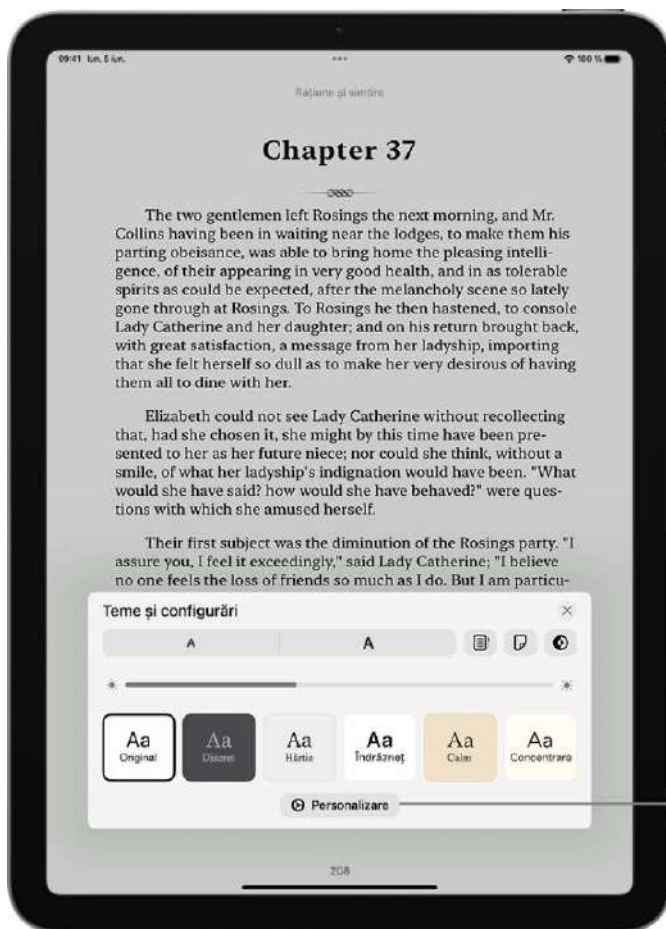 09:41 lun. 5 iun.
100 %
Rațiune și simțire
Chapter 37
The two gentlemen left Rosings the next morning, and Mr.
Collins having been in waiting near the lodges, to make them his
parting obeisance, was able to bring home the pleasing intelli-
gence, of their appearing in very good health, and in as tolerable
spirits as could be expected, after the melancholy scene so lately
gone through at Rosings. To Rosings he then hastened, to console
Lady Catherine and her daughter; and on his return brought back,
with great satisfaction, a message from her ladyship, importing
that she felt herself so dull as to make her very desirous of having
them all to dine with her.
Elizabeth could not see Lady Catherine without recollecting
that, had she chosen it, she might by this time have been pre-
sented to her as her future niece; nor could she think, without a
smile, of what her ladyship's indignation would have been. "What
would she have said? how would she have behaved?" were ques-
tions with which she amused herself.
Their first subject was the diminution of the Rosings party. "I
assure you, I feel it exceedingly," said Lady Catherine; "I believe
no one feels the loss of friends so much as I do. But I am particu-
Teme și configurări
A A
Aa Aa Aa Aa Aa Aa
Original Discret Hârtie Îndrăzneț Calm Concentrare
Personalizare
208